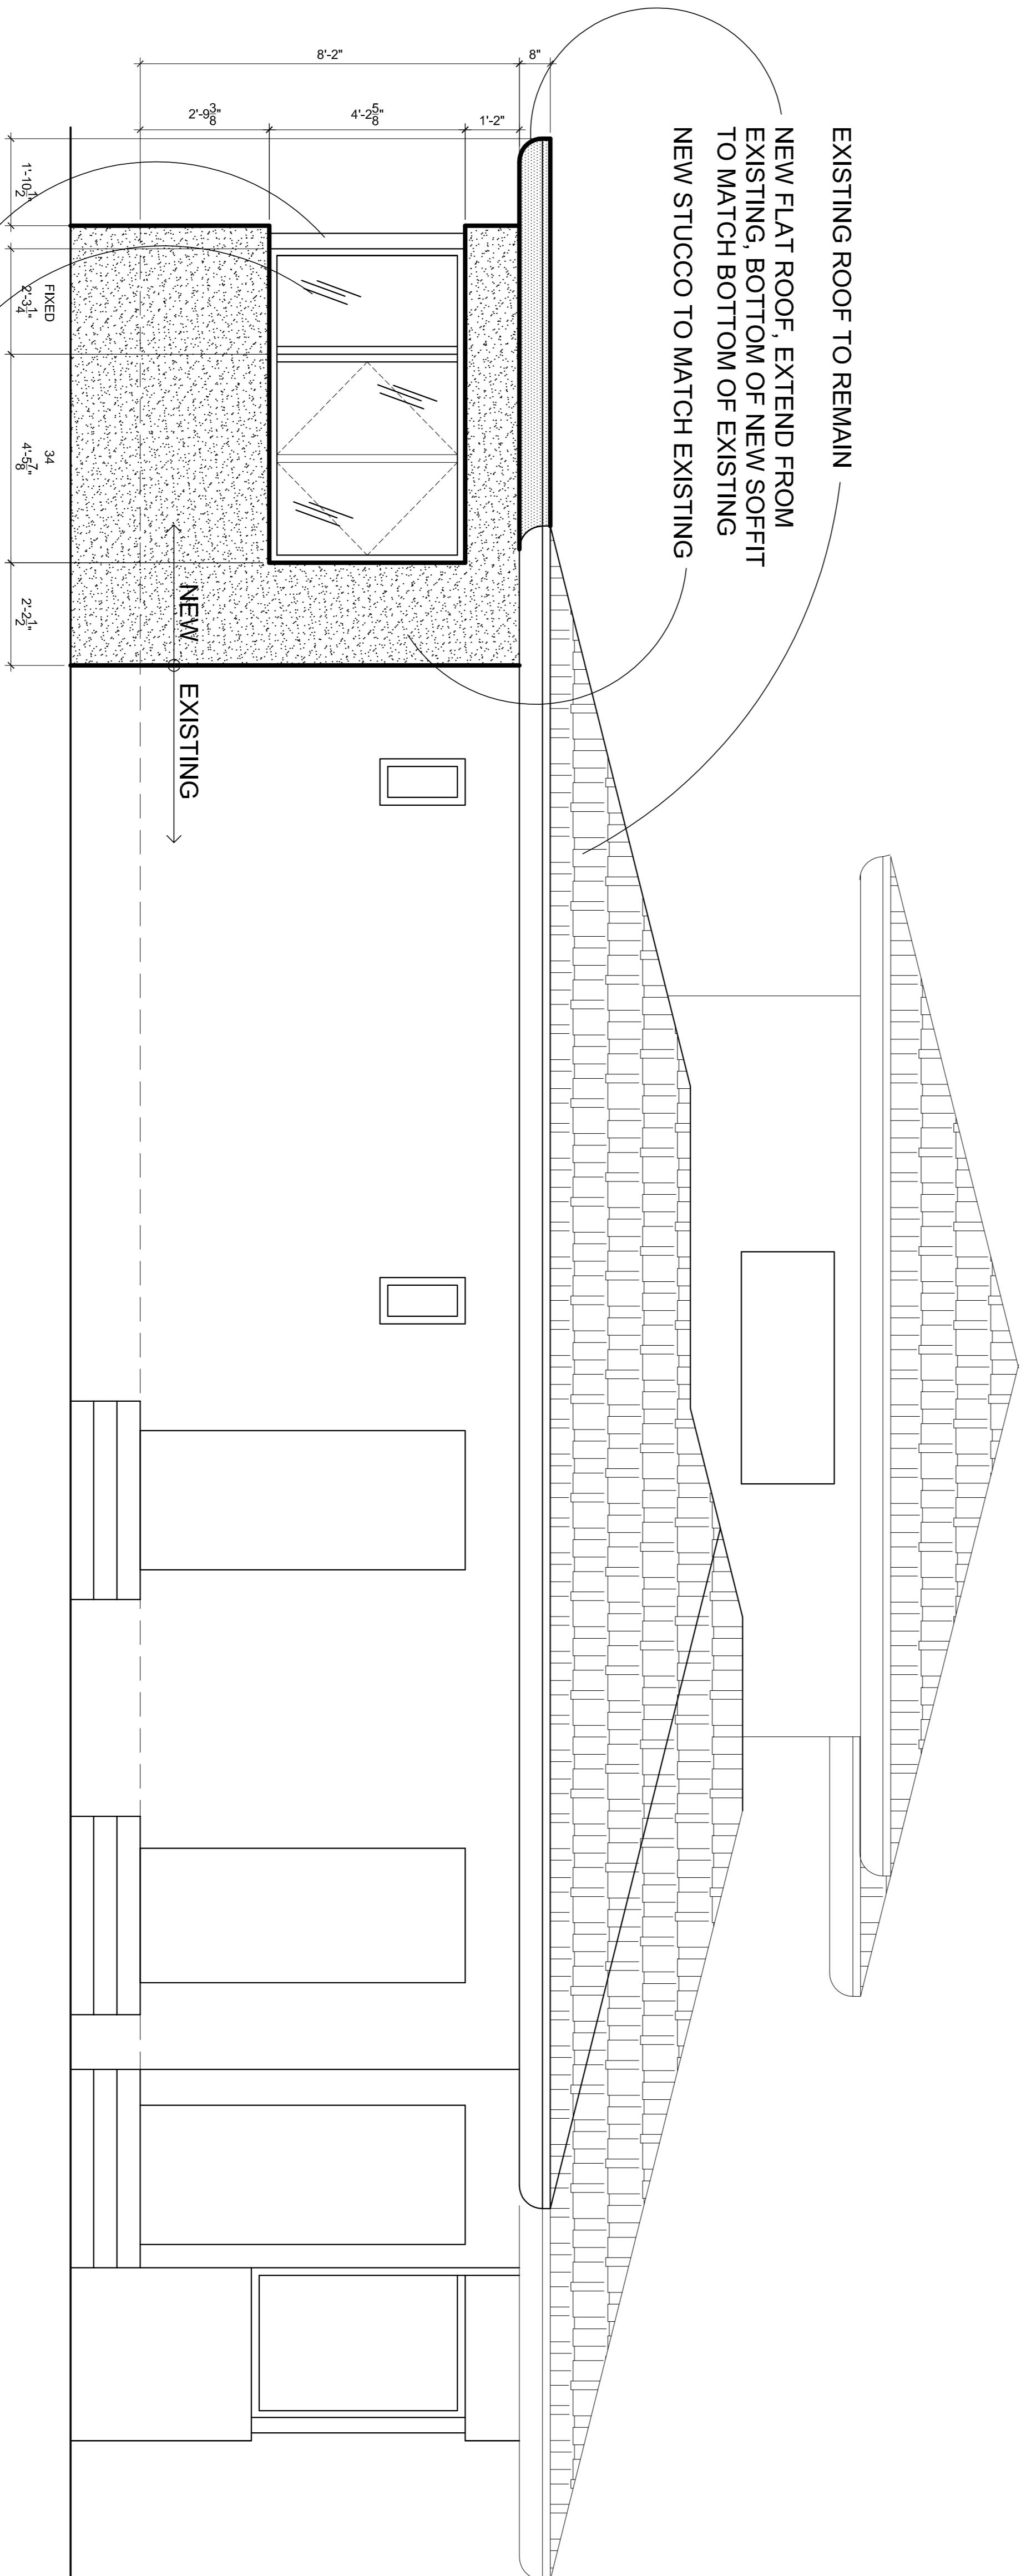 EXISTING ROOF TO REMAIN
NEW FLAT ROOF, EXTEND FROM
EXISTING, BOTTOM OF NEW SOFFIT
TO MATCH BOTTOM OF EXISTING
NEW STUCCO TO MATCH EXISTING
8"
8'-2"
1'-2"
4'-2 5/8"
2'-9 3/8"
NEW
EXISTING
1'-10 1/2"
FIXED
2'-3 1/4"
34
4'-5 7/8"
2'-2 1/2"